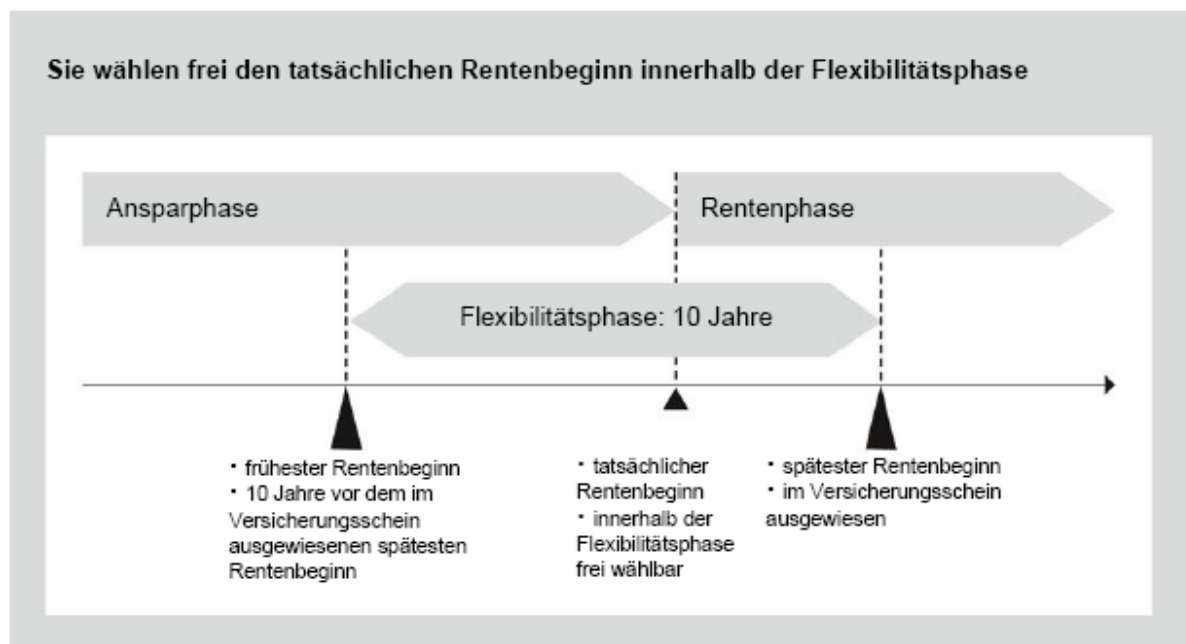 Sie wählen frei den tatsächlichen Rentenbeginn innerhalb der Flexibilitätsphase
Ansparphase
Rentenphase
Flexibilitätsphase: 10 Jahre
· frühester Rentenbeginn
· 10 Jahre vor dem im
Versicherungsschein
ausgewiesenen spätesten
Rentenbeginn
· tatsächlicher
Rentenbeginn
· innerhalb der
Flexibilitätsphase
frei wählbar
· spätester Rentenbeginn
· im Versicherungsschein
ausgewiesen